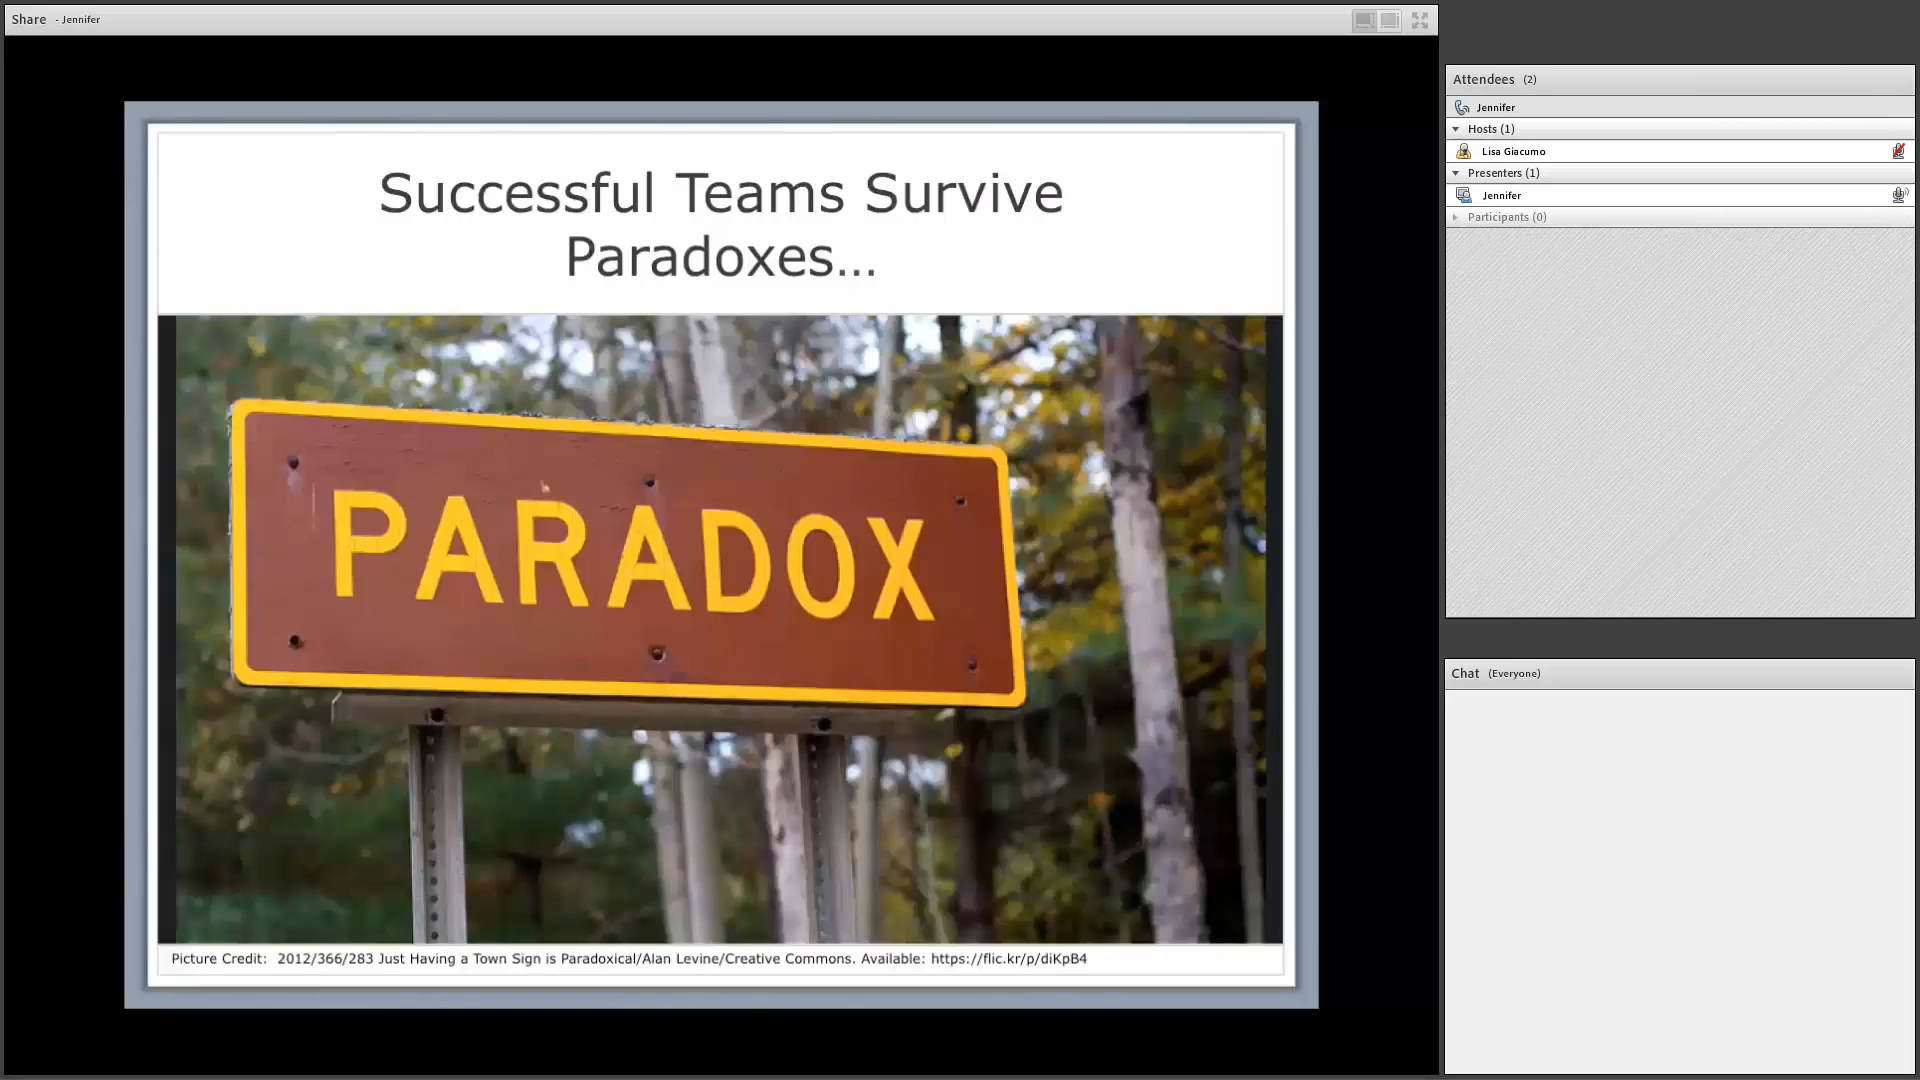 Share - Jennifer
Successful Teams Survive
Paradoxes...
PARADOX
Picture Credit: 2012/366/283 Just Having a Town Sign is Paradoxical/Alan Levine/Creative Commons. Available: https://flic.kr/p/diKpB4
Attendees (2)
Jennifer
Hosts (1)
Lisa Giacumo
Presenters (1)
Jennifer
Participants (0)
Chat (Everyone)